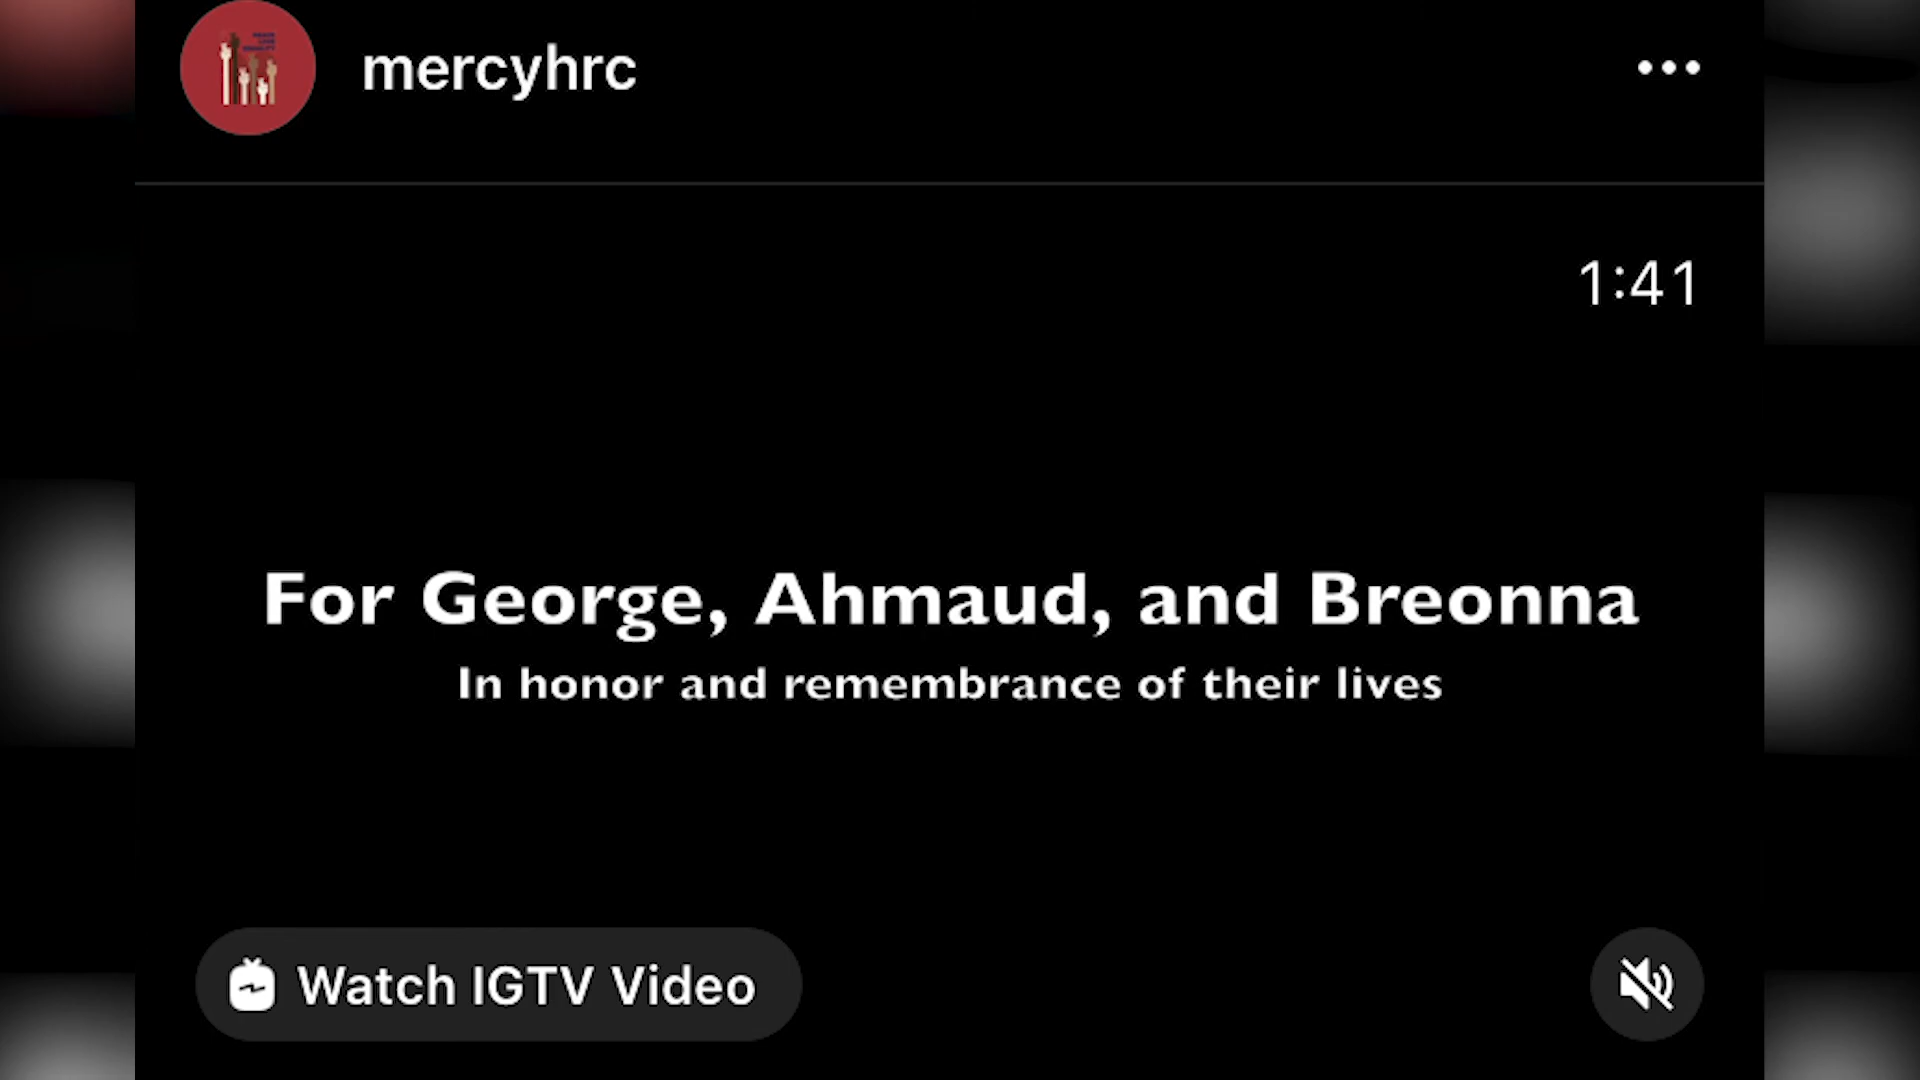 mercyhrc
1:41
For George, Ahmaud, and Breonna
In honor and remembrance of their lives
Watch IGTV Video